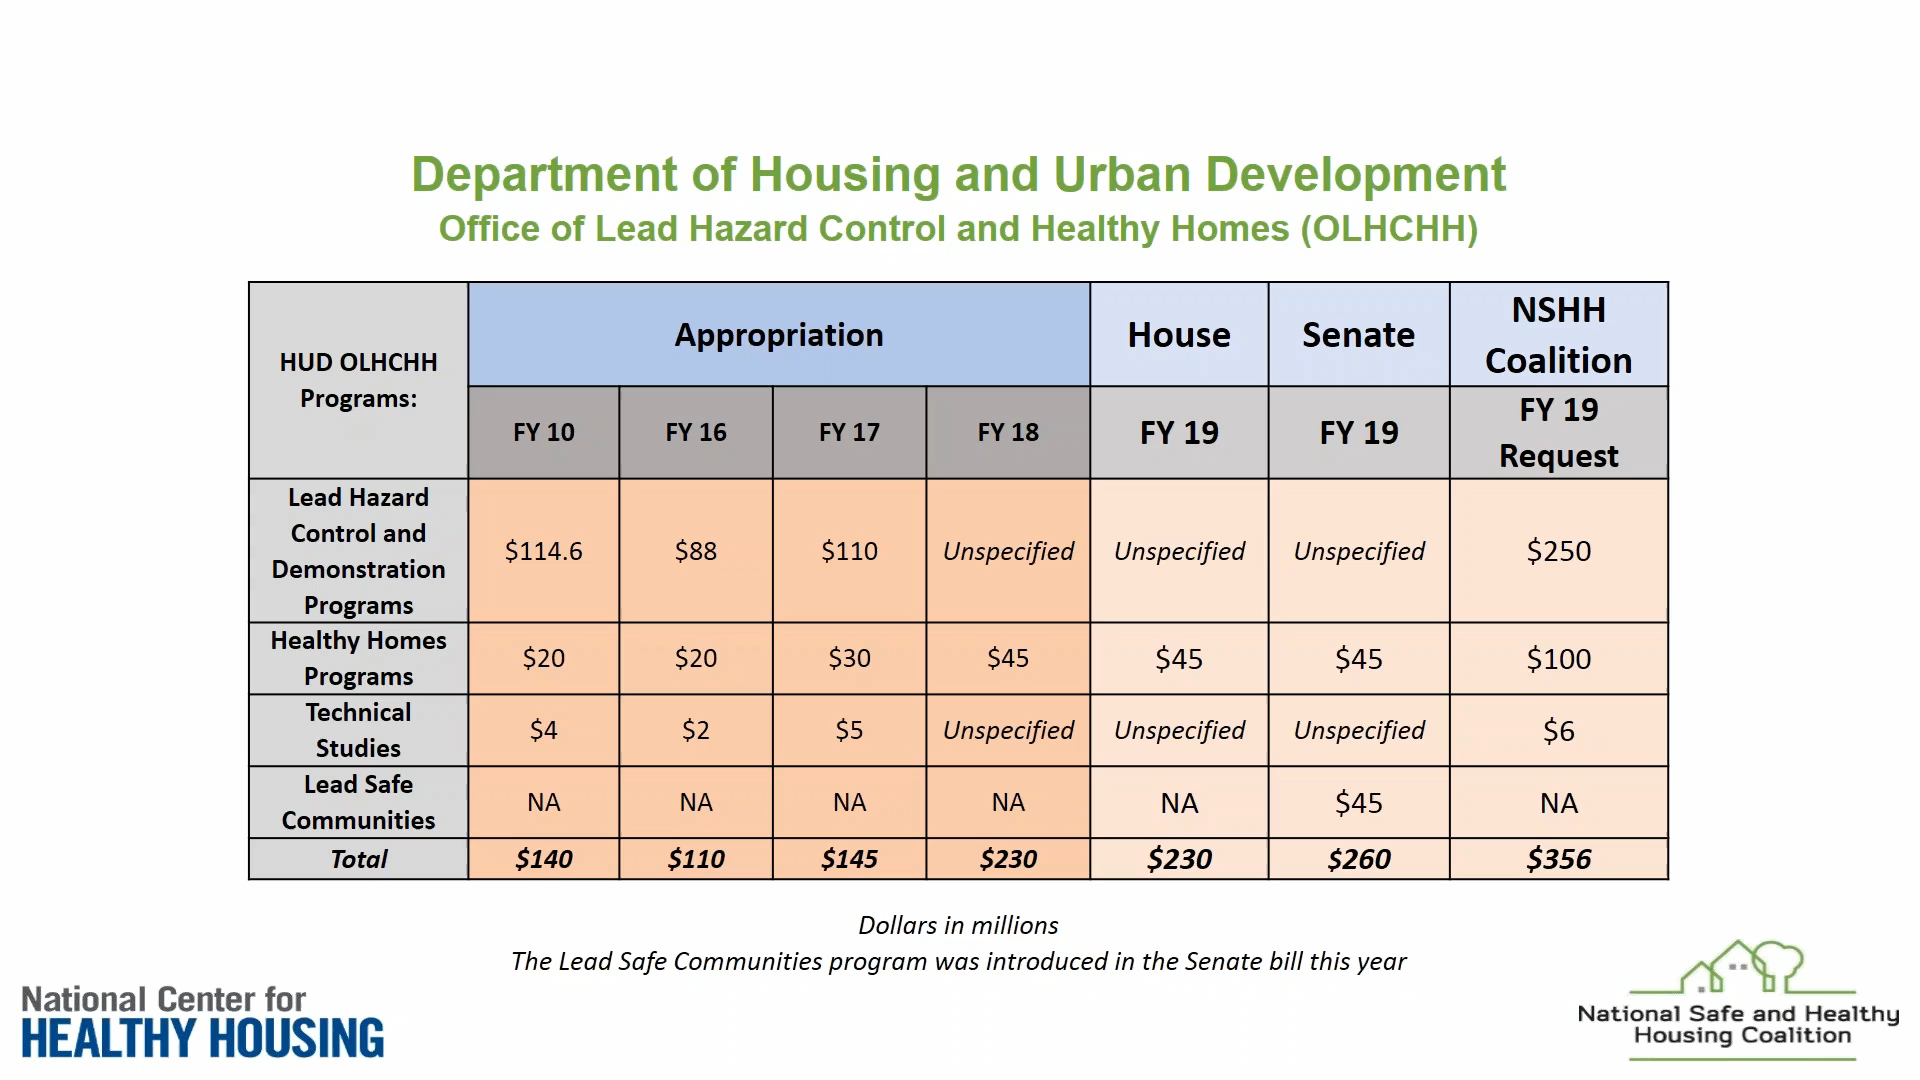 Department of Housing and Urban Development
Office of Lead Hazard Control and Healthy Homes (OLHCHH)
HUD OLHCHH
Programs:
Appropriation
House
Senate
NSHH
Coalition
FY 10
FY 16
FY 17
FY 18
FY 19
FY 19
FY 19
Request
Lead Hazard
Control and
Demonstration
Programs
$114.6
$88
$110
Unspecified
Unspecified
Unspecified
$250
Healthy Homes
Programs
$20
$20
$30
$45
$45
$45
$100
Technical
Studies
$4
$2
$5
Unspecified
Unspecified
Unspecified
$6
Lead Safe
Communities
NA
NA
NA
NA
NA
$45
NA
Total
$140
$110
$145
$230
$230
$260
$356
Dollars in millions
The Lead Safe Communities program was introduced in the Senate bill this year
National Center for
HEALTHY HOUSING
National Safe and Healthy
Housing Coalition